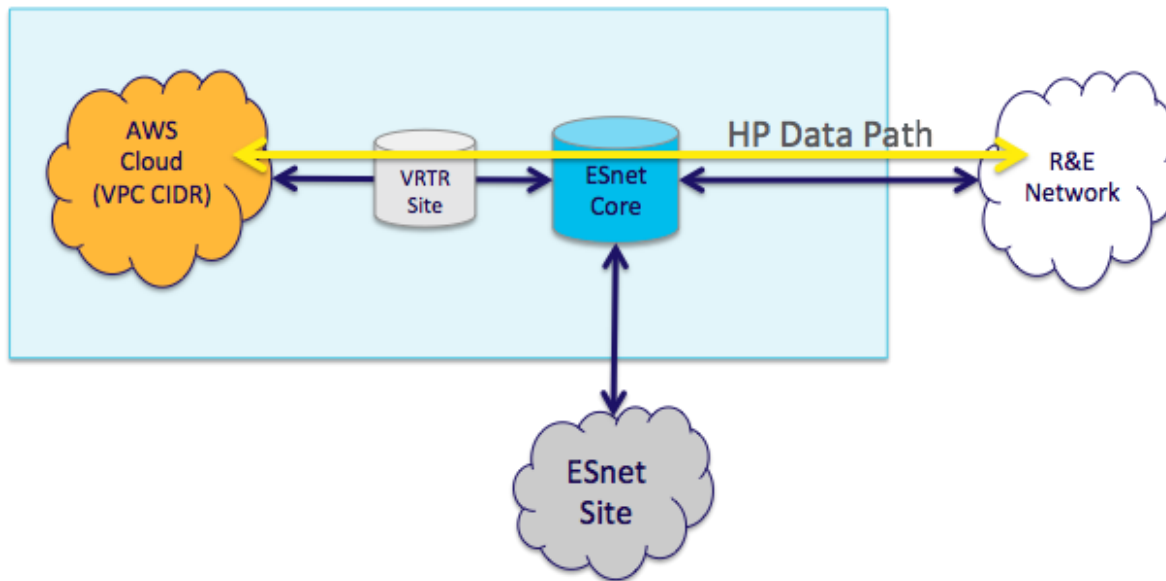 AWS
Cloud
(VPC CIDR)
VRTR
Site
ESnet
Core
HP Data Path
R&E
Network
ESnet
Site